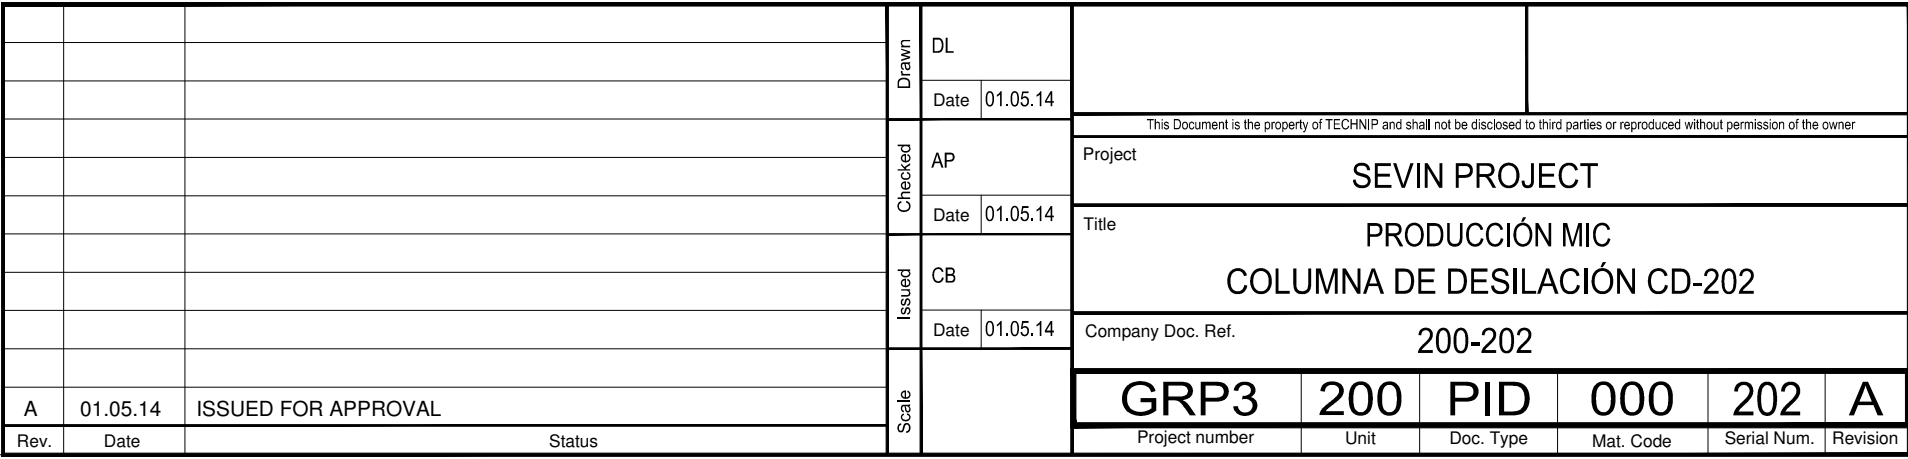 A 01.05.14 ISSUED FOR APPROVAL
Rev. Date Status
Drawn
DL
Date 01.05.14
Checked
AP
Date 01.05.14
Issued
CB
Date 01.05.14
Scale
This Document is the property of TECHNIP and shall not be disclosed to third parties or reproduced without permission of the owner
Project
SEVIN PROJECT
Title
PRODUCCIÓN MIC
COLUMNA DE DESILACIÓN CD-202
Company Doc. Ref.
200-202
GRP3 200 PID 000 202 A
Project number Unit Doc. Type Mat. Code Serial Num. Revision